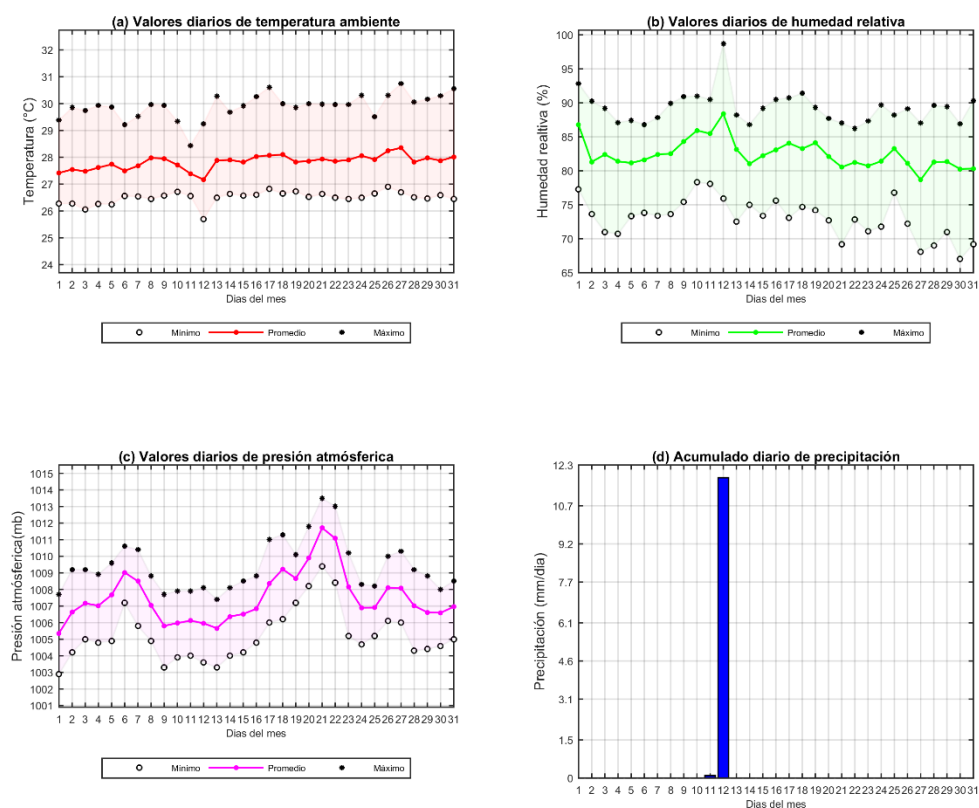 (a) Valores diarios de temperatura ambiente
Temperatura (°C)
32
31
30
29
28
27
26
25
24
1 2 3 4 5 6 7 8 9 10 11 12 13 14 15 16 17 18 19 20 21 22 23 24 25 26 27 28 29 30 31
Dias del mes
Mínimo Promedio Máximo
(b) Valores diarios de humedad relativa
Humedad realtiva (%)
100
95
90
85
80
75
70
65
1 2 3 4 5 6 7 8 9 10 11 12 13 14 15 16 17 18 19 20 21 22 23 24 25 26 27 28 29 30 31
Dias del mes
Mínimo Promedio Máximo
(c) Valores diarios de presión atmósferica
Presión atmósferica(mb)
1015
1014
1013
1012
1011
1010
1009
1008
1007
1006
1005
1004
1003
1002
1001
1 2 3 4 5 6 7 8 9 10 11 12 13 14 15 16 17 18 19 20 21 22 23 24 25 26 27 28 29 30 31
Dias del mes
Mínimo Promedio Máximo
(d) Acumulado diario de precipitación
Precipitación (mm/dia)
12.3
10.7
9.2
7.7
6.1
4.6
3.1
1.5
0
1 2 3 4 5 6 7 8 9 10 11 12 13 14 15 16 17 18 19 20 21 22 23 24 25 26 27 28 29 30 31
Dias del mes